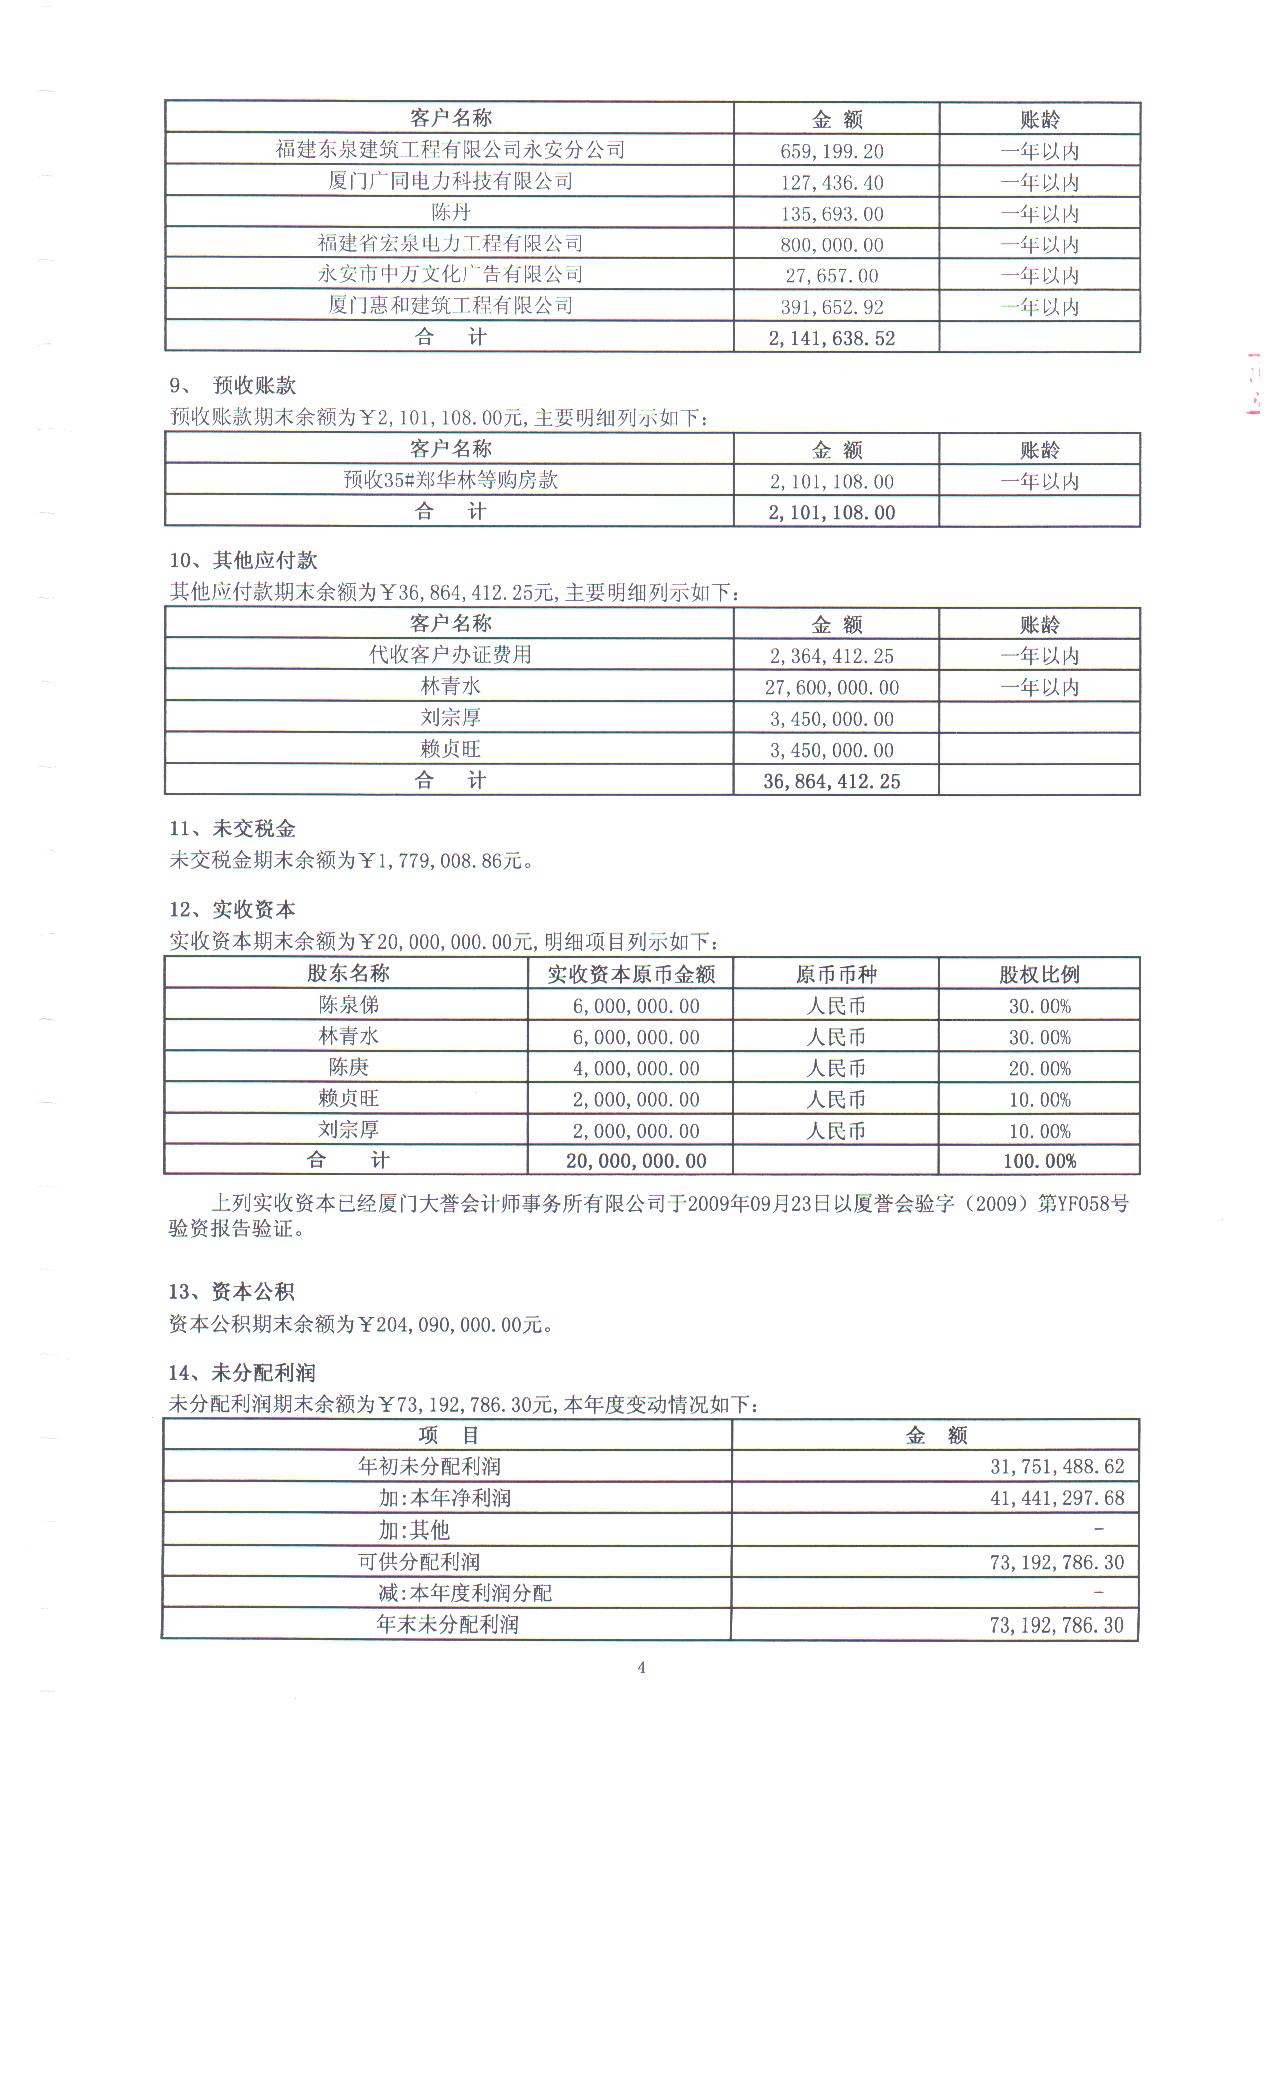 客户名称 金 额 账龄
福建东泉建筑工程有限公司永安分公司 659,199.20 一年以内
厦门广同电力科技有限公司 127,436.40 一年以内
陈丹 135,693.00 一年以内
福建省宏泉电力工程有限公司 800,000.00 一年以内
永安市中万文化广告有限公司 27,657.00 一年以内
厦门惠和建筑工程有限公司 391,652.92 一年以内
合 计 2,141,638.52
9、 预收账款
预收账款期末余额为￥2,101,108.00元,主要明细列示如下:
客户名称 金 额 账龄
预收35#郑华林等购房款 2,101,108.00 一年以内
合 计 2,101,108.00
10、其他应付款
其他应付款期末余额为￥36,864,412.25元,主要明细列示如下:
客户名称 金 额 账龄
代收客户办证费用 2,364,412.25 一年以内
林青水 27,600,000.00 一年以内
刘宗厚 3,450,000.00
赖贞旺 3,450,000.00
合 计 36,864,412.25
11、未交税金
未交税金期末余额为￥1,779,008.86元。
12、实收资本
实收资本期末余额为￥20,000,000.00元,明细项目列示如下:
股东名称 实收资本原币金额 原币币种 股权比例
陈泉俤 6,000,000.00 人民币 30.00%
林青水 6,000,000.00 人民币 30.00%
陈庚 4,000,000.00 人民币 20.00%
赖贞旺 2,000,000.00 人民币 10.00%
刘宗厚 2,000,000.00 人民币 10.00%
合 计 20,000,000.00 100.00%
上列实收资本已经厦门大誉会计师事务所有限公司于2009年09月23日以厦誉会验字（2009）第YF058号
验资报告验证。
13、资本公积
资本公积期末余额为￥204,090,000.00元。
14、未分配利润
未分配利润期末余额为￥73,192,786.30元,本年度变动情况如下:
项 目 金 额
年初未分配利润 31,751,488.62
加:本年净利润 41,441,297.68
加:其他 -
可供分配利润 73,192,786.30
减:本年度利润分配 -
年末未分配利润 73,192,786.30
4